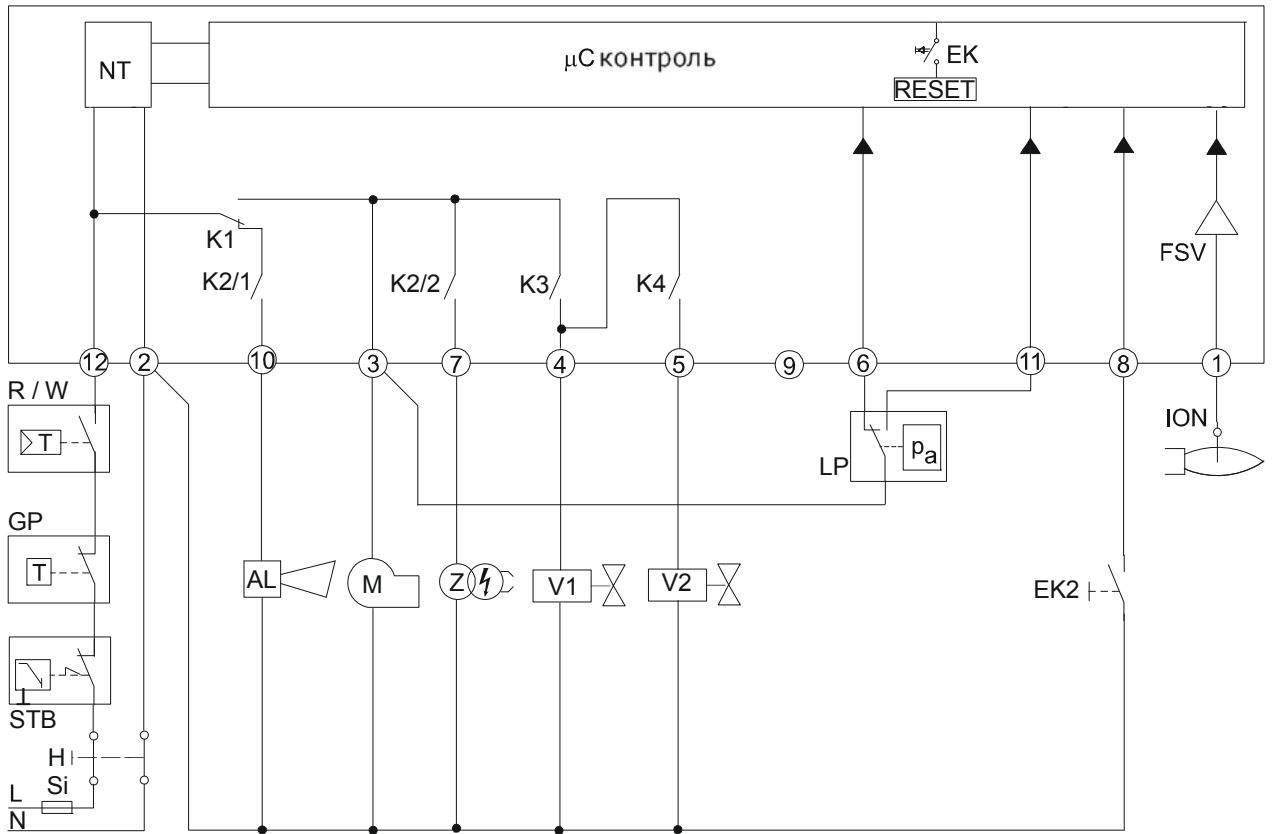 NT
μC контроль
EK
RESET
K1
K2/1
K2/2
K3
K4
FSV
12
2
10
3
7
4
5
9
6
11
8
1
R / W
T
LP
pa
ION
GP
T
AL
M
Z
V1
V2
EK2
STB
H
Si
L
N